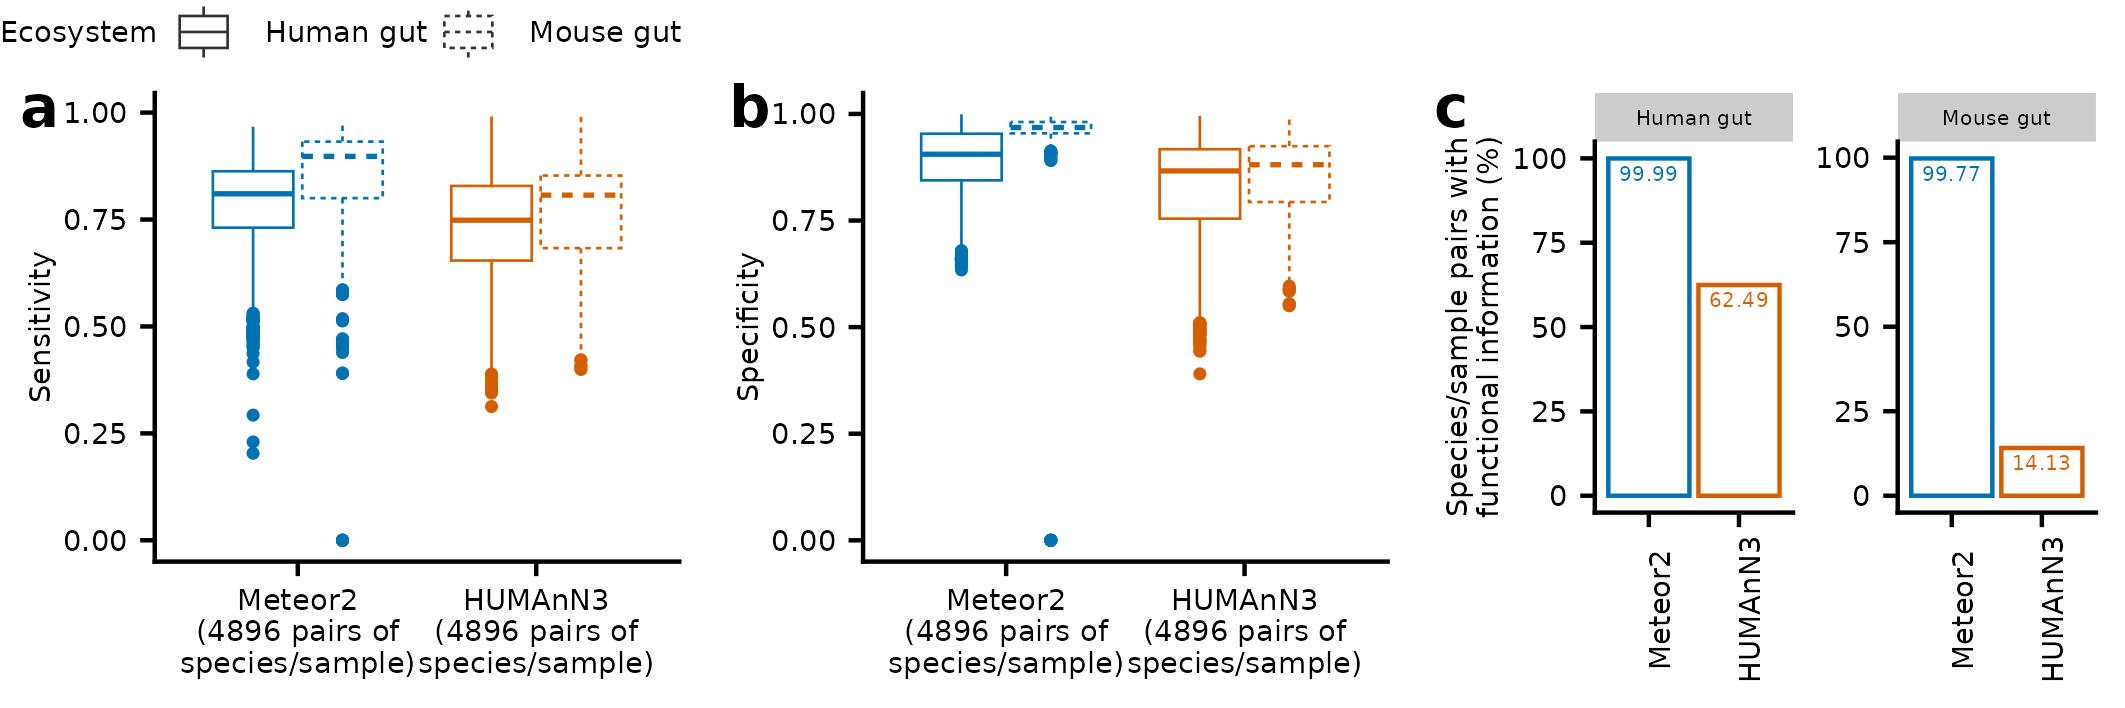 Ecosystem Human gut Mouse gut
a
Sensitivity
1.00
0.75
0.50
0.25
0.00
Meteor2
(4896 pairs of
species/sample)
HUMAnN3
(4896 pairs of
species/sample)
b
Specificity
1.00
0.75
0.50
0.25
0.00
Meteor2
(4896 pairs of
species/sample)
HUMAnN3
(4896 pairs of
species/sample)
c
Species/sample pairs with
functional information (%)
Human gut
100
75
50
25
0
99.99
62.49
Meteor2
HUMAnN3
Mouse gut
100
75
50
25
0
99.77
14.13
Meteor2
HUMAnN3